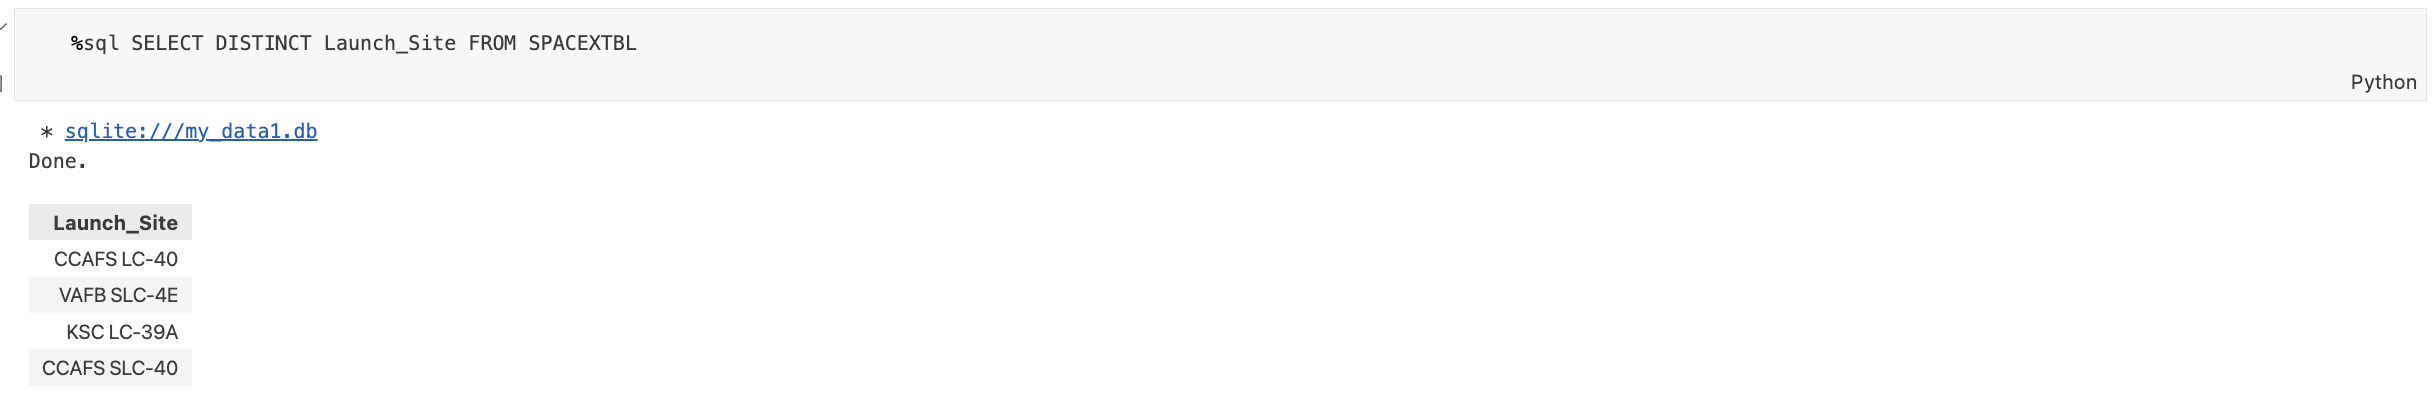 %sql SELECT DISTINCT Launch_Site FROM SPACEXTBL
Python
* sqlite:///my_data1.db
Done.
Launch_Site
CCAFS LC-40
VAFB SLC-4E
KSC LC-39A
CCAFS SLC-40